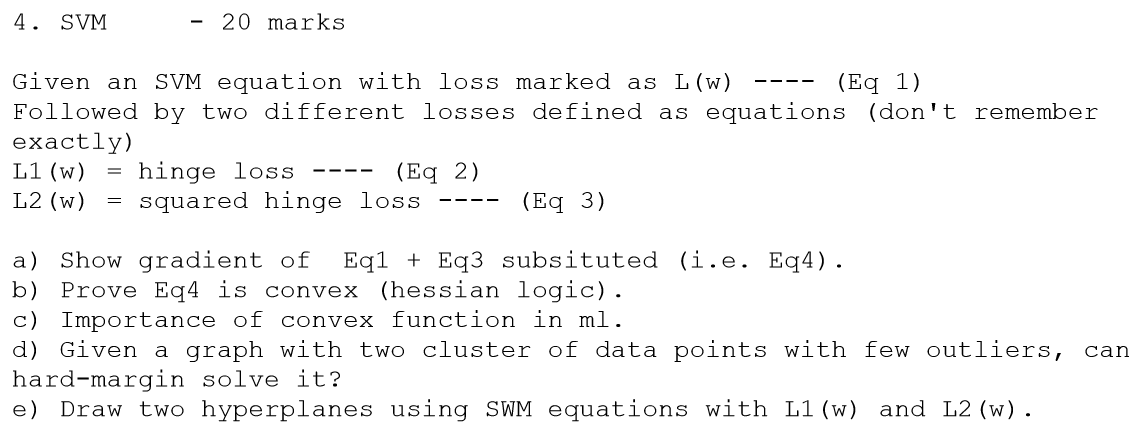 4. SVM - 20 marks
Given an SVM equation with loss marked as L(w) ---- (Eq 1)
Followed by two different losses defined as equations (don't remember
exactly)
L1(w) = hinge loss ---- (Eq 2)
L2(w) = squared hinge loss ---- (Eq 3)
a) Show gradient of Eq1 + Eq3 subsituted (i.e. Eq4).
b) Prove Eq4 is convex (hessian logic).
c) Importance of convex function in ml.
d) Given a graph with two cluster of data points with few outliers, can
hard-margin solve it?
e) Draw two hyperplanes using SWM equations with L1(w) and L2(w).